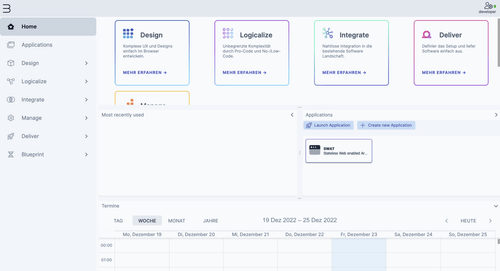 developer
Home
Applications
Design
Logicalize
Integrate
Manage
Deliver
Blueprint
Design
Komplexe UX und Designs
einfach im Browser
entwickeln.
MEHR ERFAHREN →
Logicalize
Unbegrenzte Komplexität
durch Pro-Code und No-/Low-
Code.
MEHR ERFAHREN →
Integrate
Nahtlose Integration in die
bestehende Software
Landschaft
MEHR ERFAHREN →
Deliver
Definier das Setup und liefer
Software einfach aus.
MEHR ERFAHREN →
Manage
Most recently used
Applications
Launch Application
Create new Application
SWAT
Stateless Web enabled Ar...
Termine
TAG
WOCHE
MONAT
JAHRE
19 Dez 2022 – 25 Dez 2022
HEUTE
Mo, Dezember 19
Di, Dezember 20
Mi, Dezember 21
Do, Dezember 22
Fr, Dezember 23
Sa, Dezember 24
So, Dezember 25
00:00
01:00